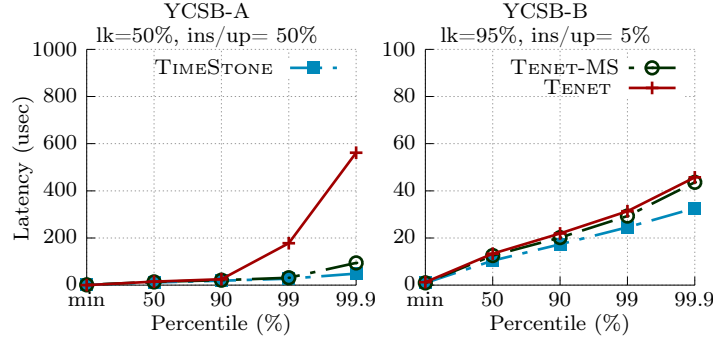 YCSB-A
lk=50%, ins/up= 50%
1000
800
600
400
200
0
Latency (usec)
TIMESTONE
min 50 90 99 99.9
Percentile (%)
YCSB-B
lk=95%, ins/up= 5%
100
80
60
40
20
0
TENET-MS
TENET
min 50 90 99 99.9
Percentile (%)